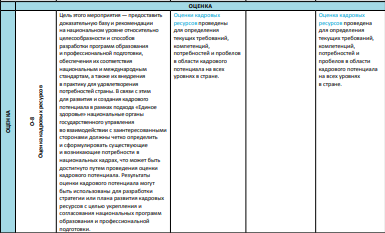 ОЦЕНКА
ОЦЕНКА
О-8
Оценка кадровых ресурсов
Цель этого мероприятия — предоставить
доказательную базу и рекомендации
на национальном уровне относительно
целесообразности и способов
разработки программ образования
и профессиональной подготовки,
обеспечения их соответствия
национальным и международным
стандартам, а также их внедрения
в практику для удовлетворения
потребностей страны. В связи с этим
для развития и создания кадрового
потенциала в рамках подхода «Единое
здоровье» национальные органы
государственного управления
во взаимодействии с заинтересованными
сторонами должны четко определить
и сформулировать существующие
и возникающие потребности в
национальных кадрах, что может быть
достигнуто путем проведения оценки
кадрового потенциала. Результаты
оценки кадрового потенциала могут
быть использованы для разработки
стратегии или плана развития кадровых
ресурсов с целью укрепления и
согласования национальных программ
образования и профессиональной
подготовки.
Оценки кадровых
ресурсов проведены
для определения
текущих требований,
компетенций,
потребностей и пробелов
в области кадрового
потенциала на всех
уровнях в стране.
Оценка кадровых
ресурсов проведена
для определения
текущих требований,
компетенций,
потребностей и
пробелов в области
кадрового потенциала
на всех уровнях
в стране.